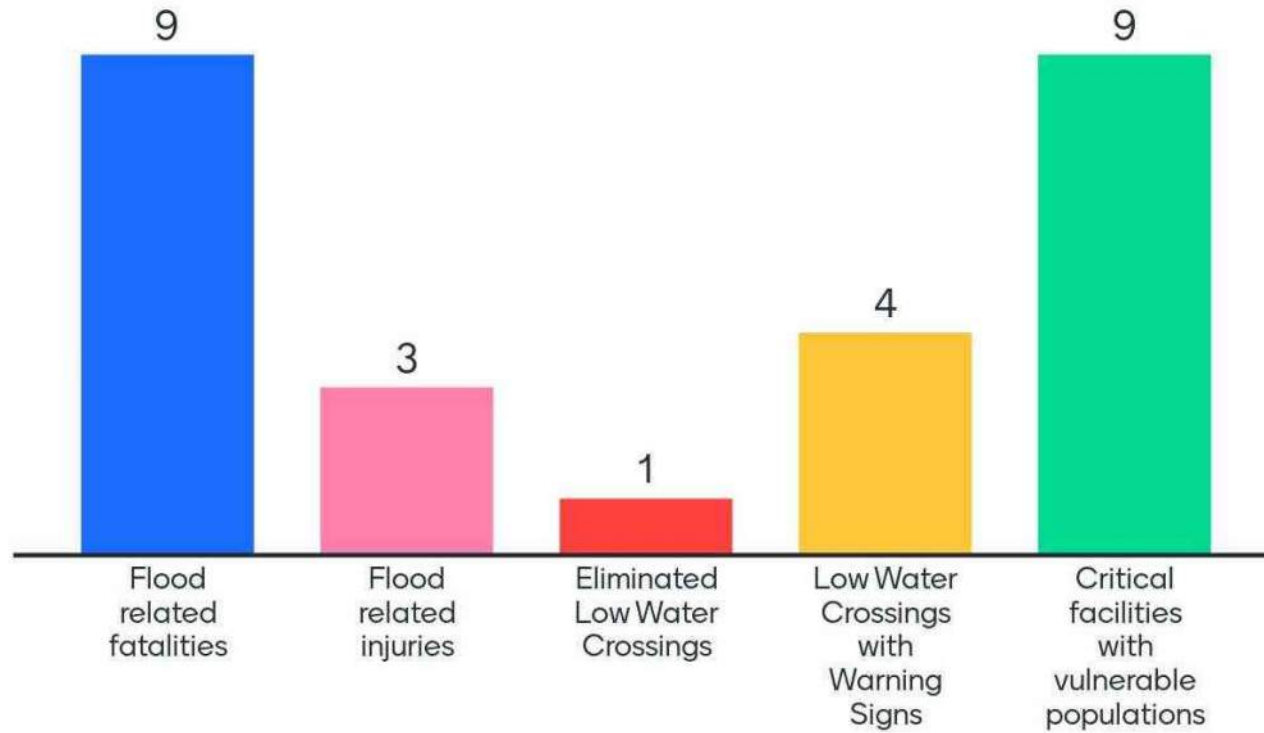 9
3
1
4
9
Flood
related
fatalities
Flood
related
injuries
Eliminated
Low Water
Crossings
Low Water
Crossings
with
Warning
Signs
Critical
facilities
with
vulnerable
populations